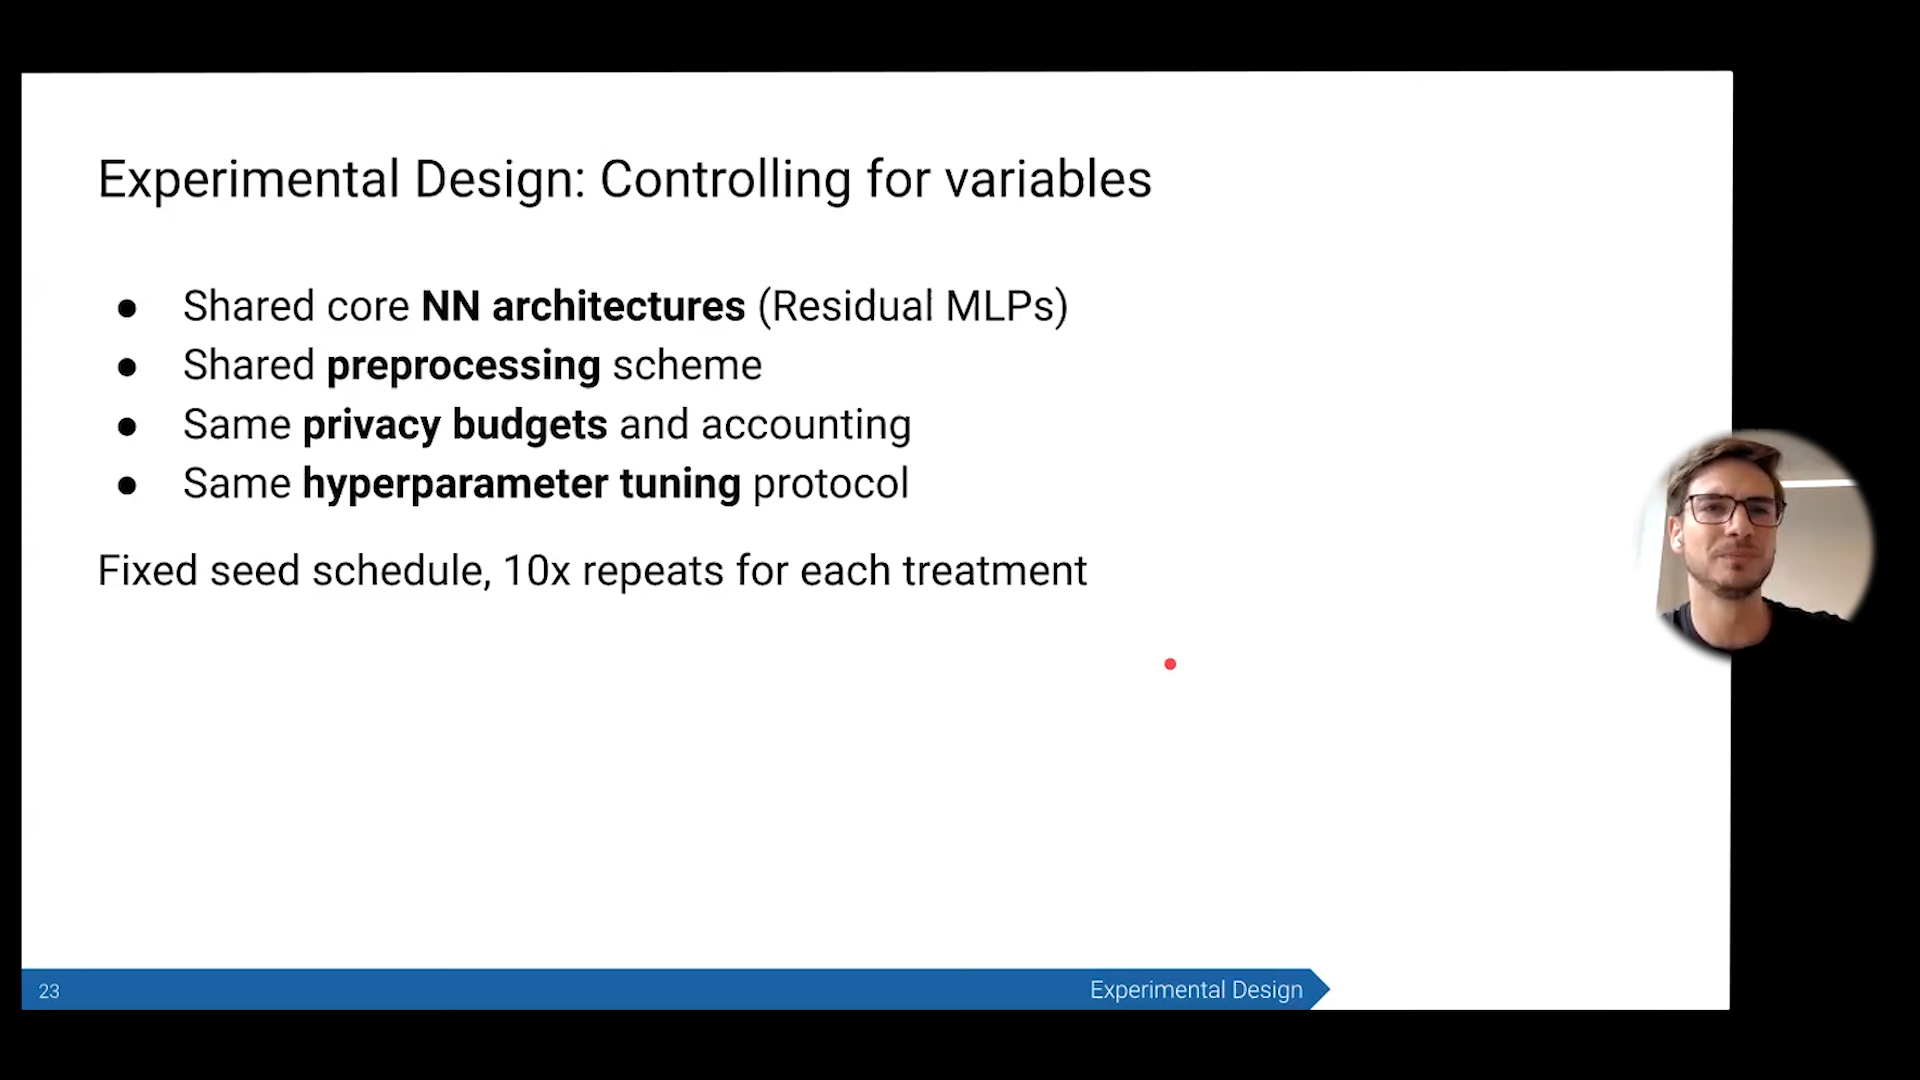 Experimental Design: Controlling for variables
● Shared core NN architectures (Residual MLPs)
● Shared preprocessing scheme
● Same privacy budgets and accounting
● Same hyperparameter tuning protocol
Fixed seed schedule, 10x repeats for each treatment
23
Experimental Design